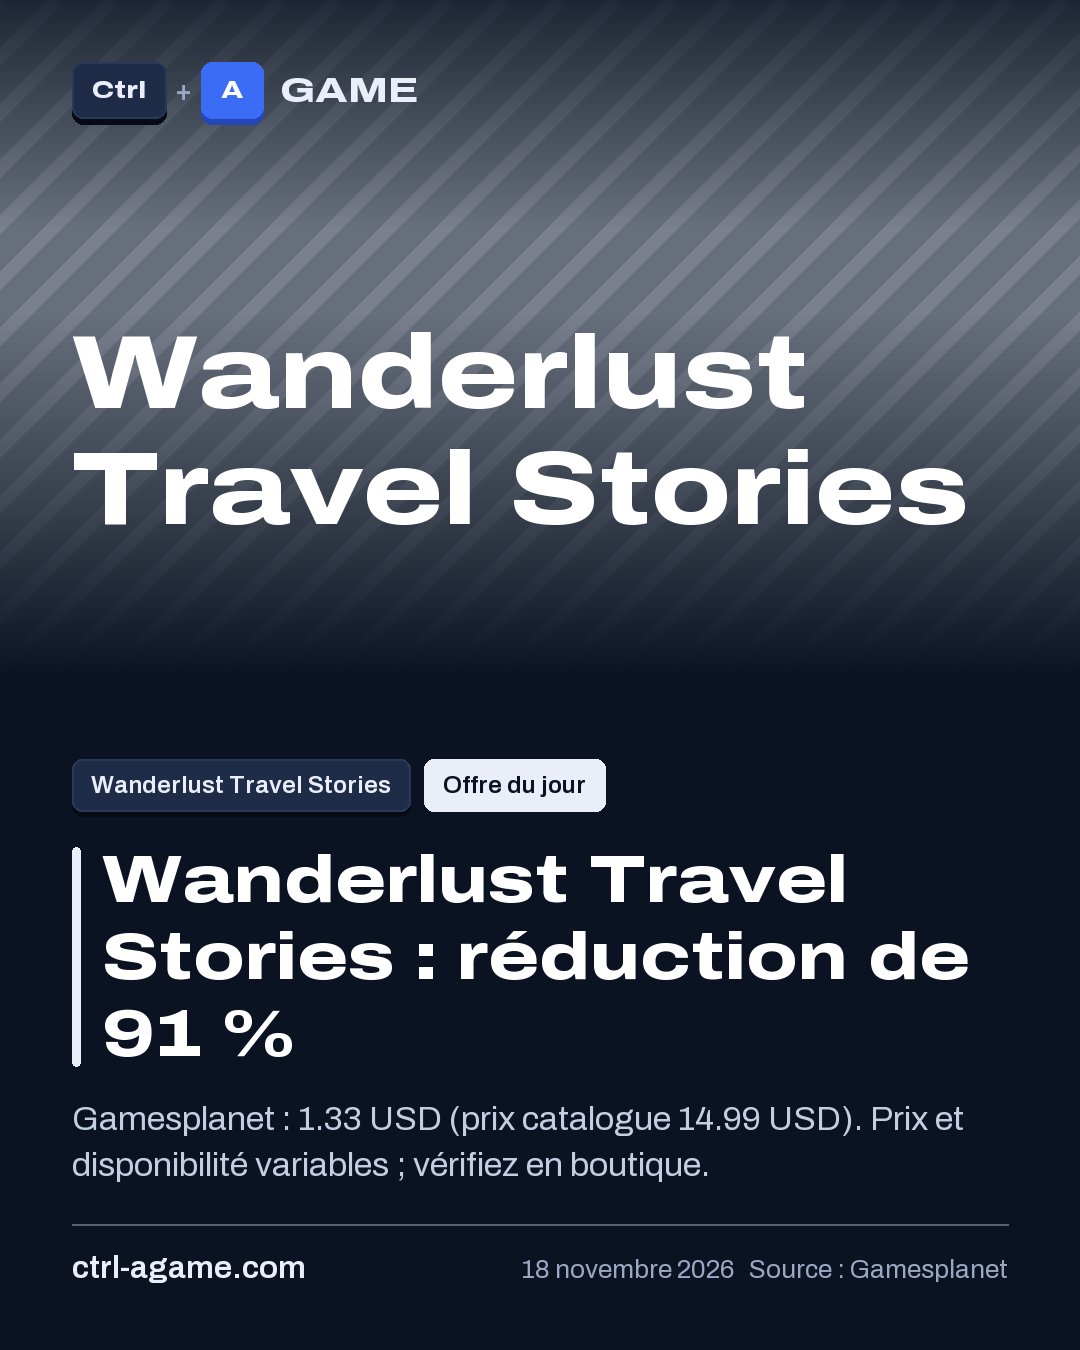 Ctrl + A GAME
Wanderlust
Travel Stories
Wanderlust Travel Stories
Offre du jour
Wanderlust Travel
Stories : réduction de
91 %
Gamesplanet : 1.33 USD (prix catalogue 14.99 USD). Prix et
disponibilité variables ; vérifiez en boutique.
ctrl-agame.com
18 novembre 2026 Source : Gamesplanet